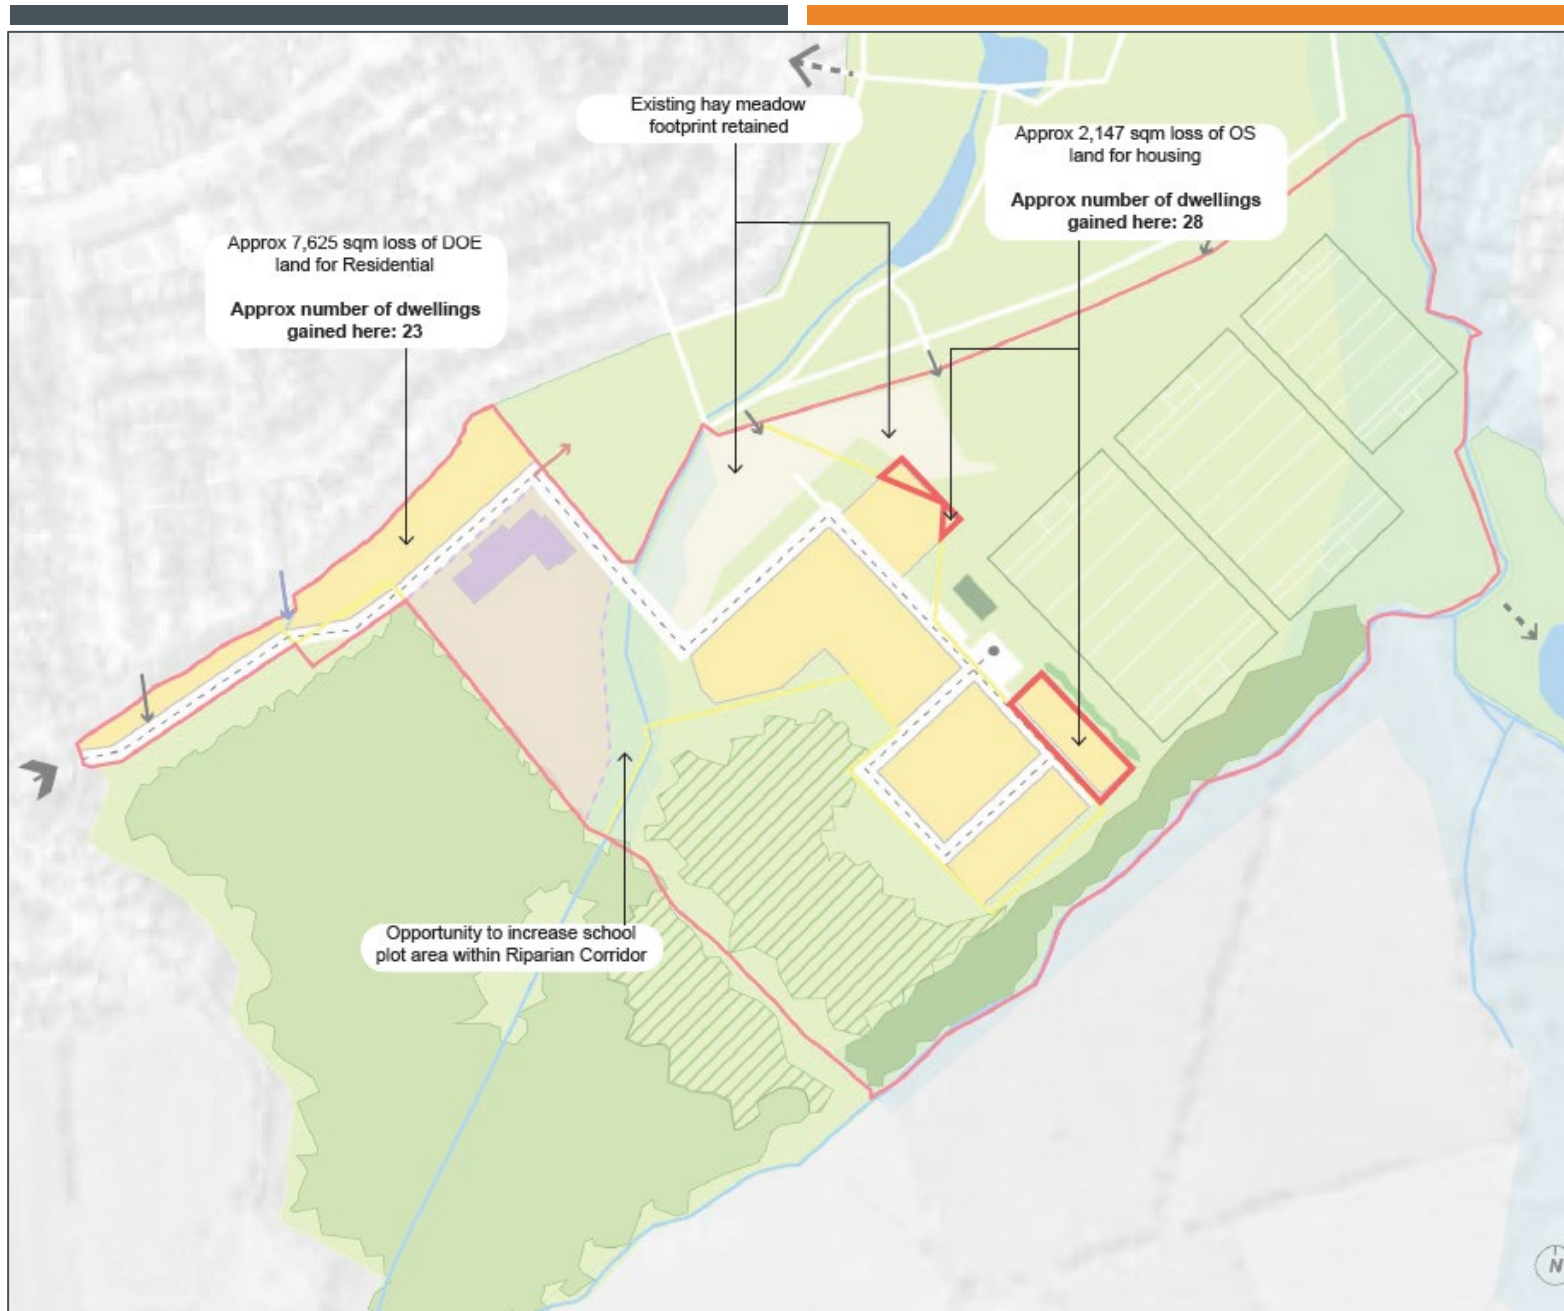 Existing hay meadow
footprint retained
Approx 2,147 sqm loss of OS
land for housing
Approx number of dwellings
gained here: 28
Approx 7,625 sqm loss of DOE
land for Residential
Approx number of dwellings
gained here: 23
Opportunity to increase school
plot area within Riparian Corridor
N